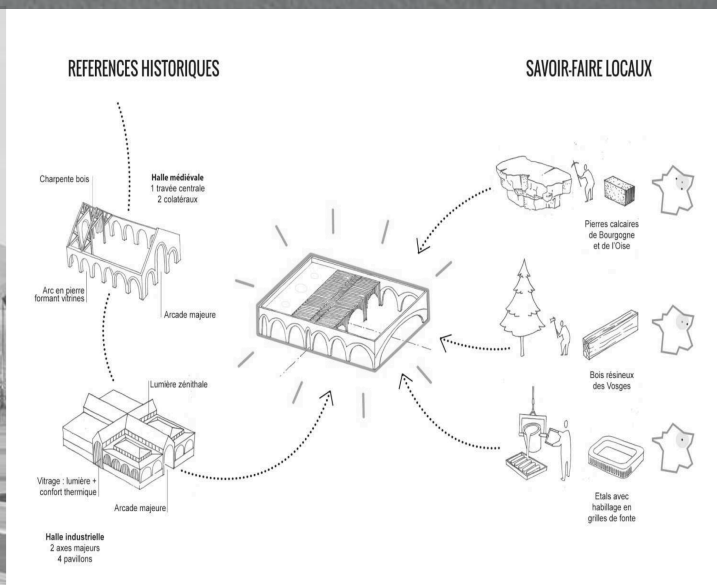 REFERENCES HISTORIQUES
Charpente bois
Halle médiévale
1 travée centrale
2 colatéraux
Arc en pierre
formant vitrines
Arcade majeure
Lumière zénithale
Vitrage : lumière +
confort thermique
Arcade majeure
Halle industrielle
2 axes majeurs
4 pavillons
SAVOIR-FAIRE LOCAUX
Pierres calcaires
de Bourgogne
et de l'Oise
Bois résineux
des Vosges
Etals avec
habillage en
grilles de fonte